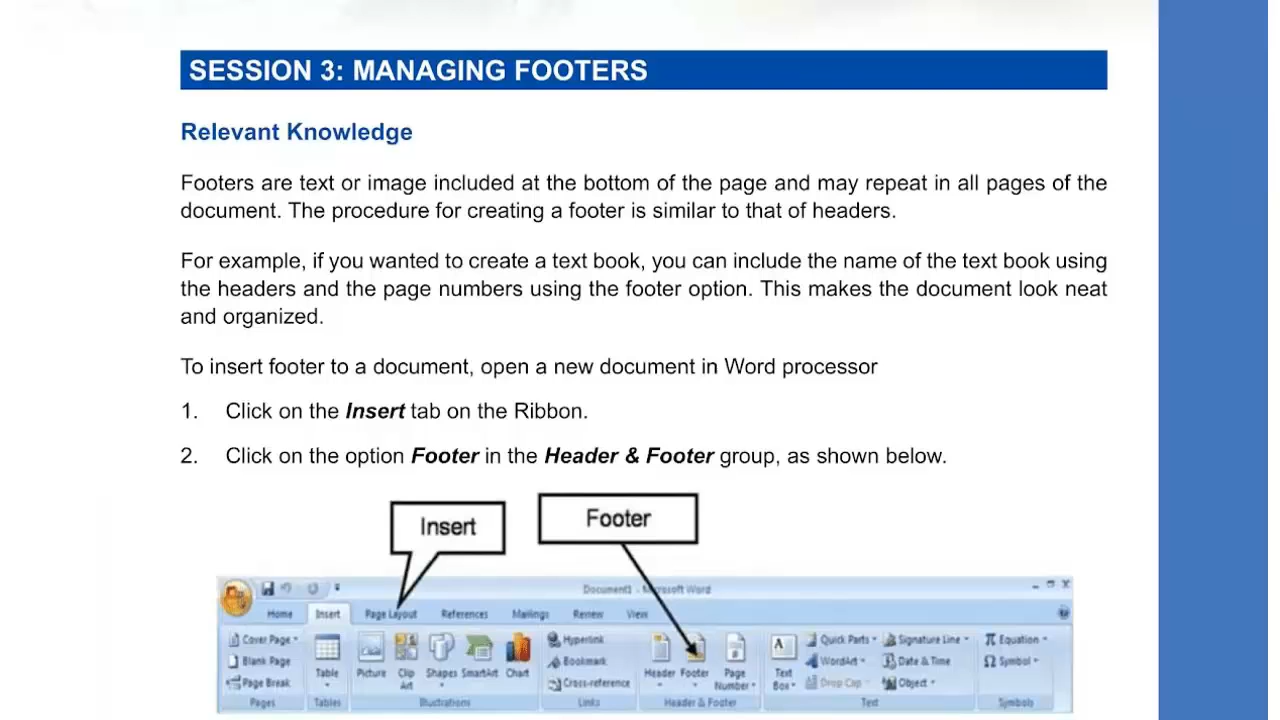 SESSION 3: MANAGING FOOTERS
Relevant Knowledge
Footers are text or image included at the bottom of the page and may repeat in all pages of the
document. The procedure for creating a footer is similar to that of headers.
For example, if you wanted to create a text book, you can include the name of the text book using
the headers and the page numbers using the footer option. This makes the document look neat
and organized.
To insert footer to a document, open a new document in Word processor
1. Click on the Insert tab on the Ribbon.
2. Click on the option Footer in the Header & Footer group, as shown below.
Insert
Footer
Document1 - Microsoft Word
Home Insert Page Layout References Mailings Review View
Cover Page Hyperlink Quick Parts Signature Line Equation
Blank Page Bookmark WordArt Date & Time Symbol
Table Picture Clip Shapes SmartArt Chart Header Footer Page Text
Page Break Art Cross-reference Number Box Drop Cap Object
Pages Tables Illustrations Links Header & Footer Text Symbols